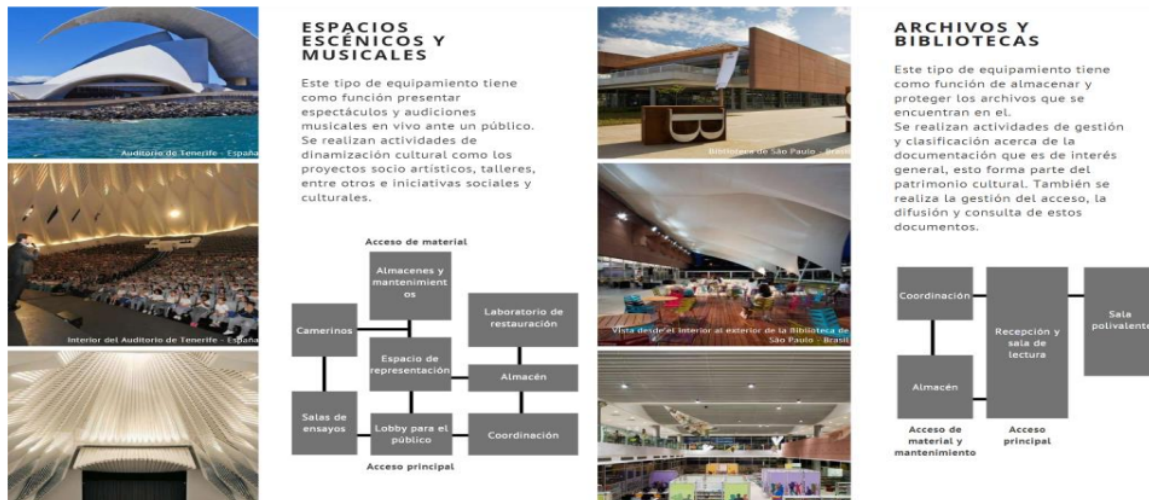 Auditorio de Tenerife - España
Interior del Auditorio de Tenerife - España
ESPACIOS
ESCÉNICOS Y
MUSICALES
Este tipo de equipamiento tiene
como función presentar
espectáculos y audiciones
musicales en vivo ante un público.
Se realizan actividades de
dinamización cultural como los
proyectos socio artísticos, talleres,
entre otros e iniciativas sociales y
culturales.
Acceso de material
Almacenes y
mantenimient
os
Camerinos
Laboratorio de
restauración
Espacio de
representación
Almacén
Salas de
ensayos
Lobby para el
público
Coordinación
Acceso principal
Biblioteca de São Paulo - Brasil
Vista desde el interior al exterior de la Biblioteca de
São Paulo - Brasil
ARCHIVOS Y
BIBLIOTECAS
Este tipo de equipamiento tiene
como función de almacenar y
proteger los archivos que se
encuentran en el.
Se realizan actividades de gestión
y clasificación acerca de la
documentación que es de interés
general, esto forma parte del
patrimonio cultural. También se
realiza la gestión del acceso, la
difusión y consulta de estos
documentos.
Coordinación
Recepción y
sala de
lectura
Sala
polivalente
Almacén
Acceso de
material y
mantenimiento
Acceso
principal